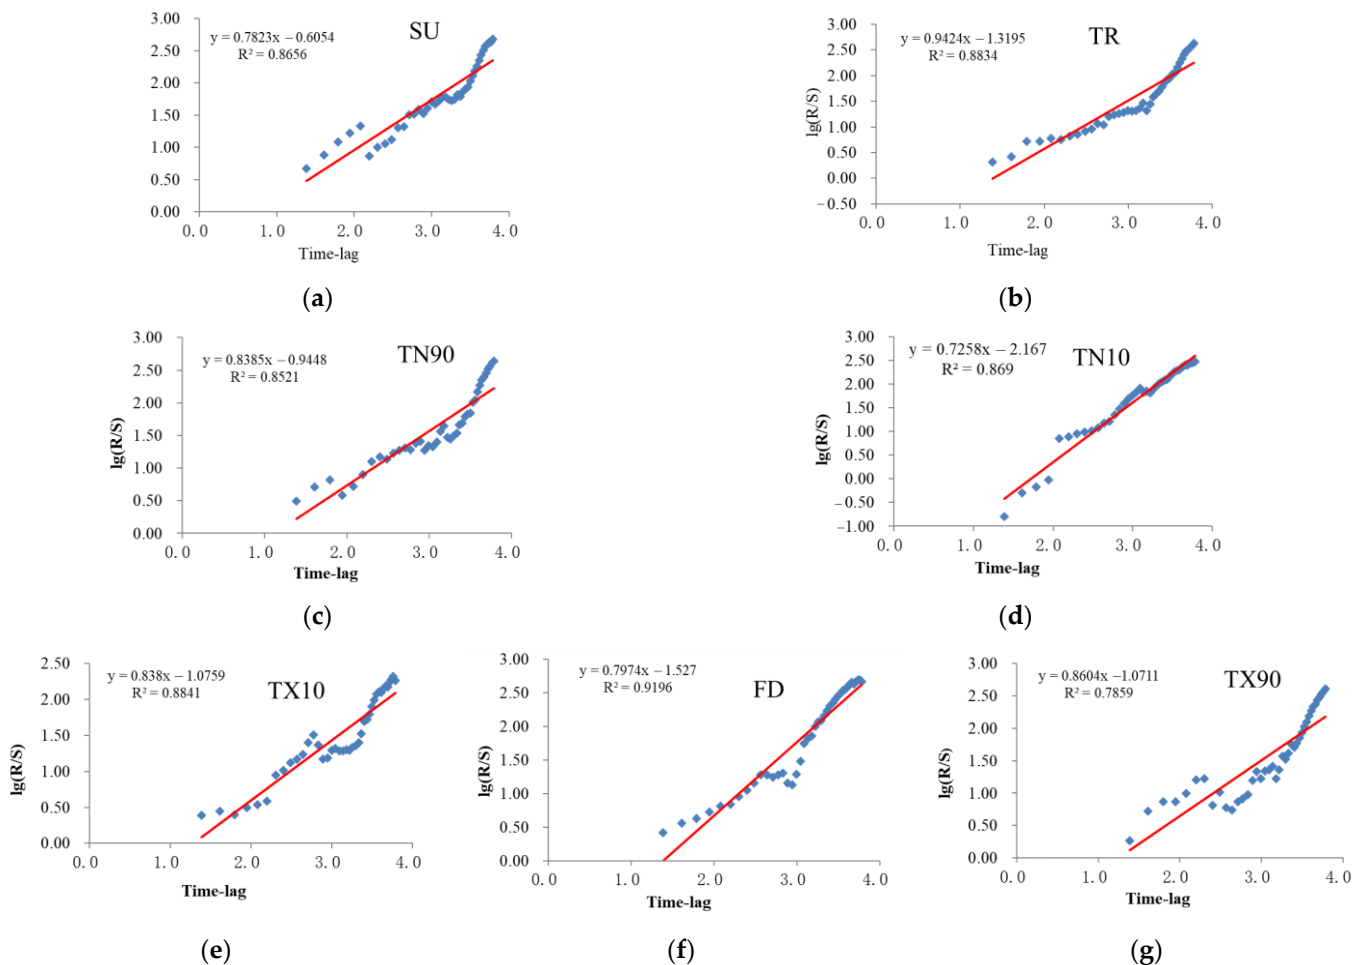 SU
y = 0.7823x − 0.6054
R² = 0.8656
3.00
2.50
2.00
1.50
1.00
0.50
0.00
0.0 1.0 2.0 3.0 4.0
Time-lag
(a)
TR
y = 0.9424x − 1.3195
R² = 0.8834
lg(R/S)
3.00
2.50
2.00
1.50
1.00
0.50
0.00
−0.50
0.0 1.0 2.0 3.0 4.0
Time-lag
(b)
TN90
y = 0.8385x − 0.9448
R² = 0.8521
lg(R/S)
3.00
2.50
2.00
1.50
1.00
0.50
0.00
0.0 1.0 2.0 3.0 4.0
Time-lag
(c)
TN10
y = 0.7258x − 2.167
R² = 0.869
lg(R/S)
3.00
2.50
2.00
1.50
1.00
0.50
0.00
−0.50
−1.00
0.0 1.0 2.0 3.0 4.0
Time-lag
(d)
TX10
y = 0.838x − 1.0759
R² = 0.8841
lg(R/S)
2.50
2.00
1.50
1.00
0.50
0.00
0.0 1.0 2.0 3.0 4.0
Time-lag
(e)
FD
y = 0.7974x − 1.527
R² = 0.9196
lg(R/S)
3.00
2.50
2.00
1.50
1.00
0.50
0.00
0.0 1.0 2.0 3.0 4.0
Time-lag
(f)
TX90
y = 0.8604x − 1.0711
R² = 0.7859
lg(R/S)
3.00
2.50
2.00
1.50
1.00
0.50
0.00
0.0 1.0 2.0 3.0 4.0
Time-lag
(g)